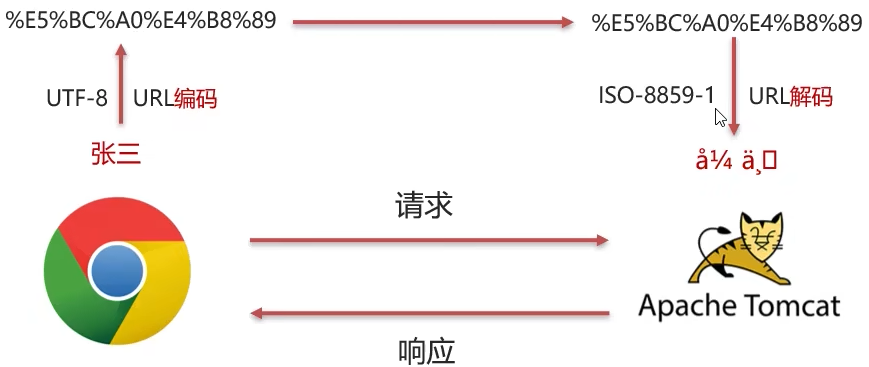 %E5%BC%A0%E4%B8%89
%E5%BC%A0%E4%B8%89
UTF-8 URL编码
ISO-8859-1 URL解码
张三
å¼ ä¸
请求
Apache Tomcat
响应